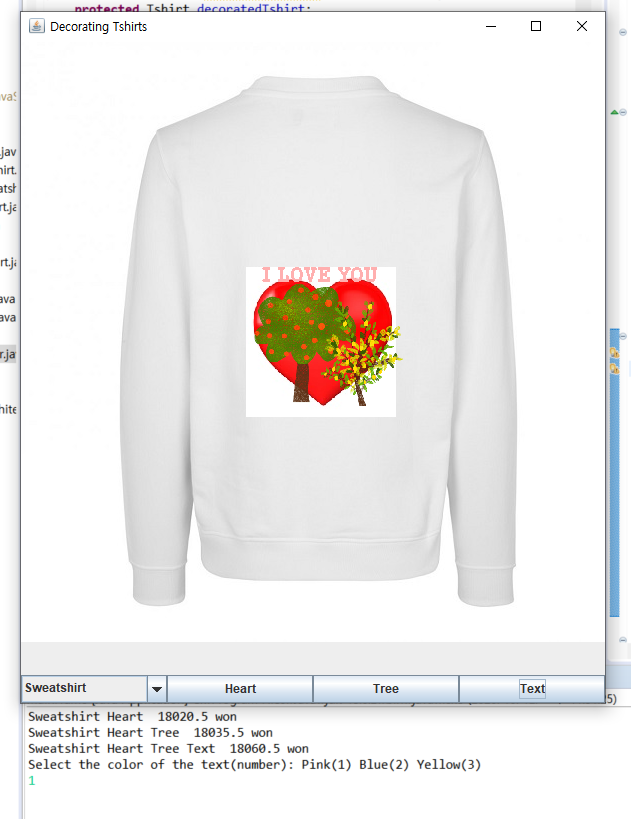 protected Tshirt decoratedTshirt;
Decorating Tshirts
I LOVE YOU
Sweatshirt
Heart
Tree
Text
Sweatshirt Heart  18020.5 won
Sweatshirt Heart Tree  18035.5 won
Sweatshirt Heart Tree Text  18060.5 won
Select the color of the text(number): Pink(1) Blue(2) Yellow(3)
1